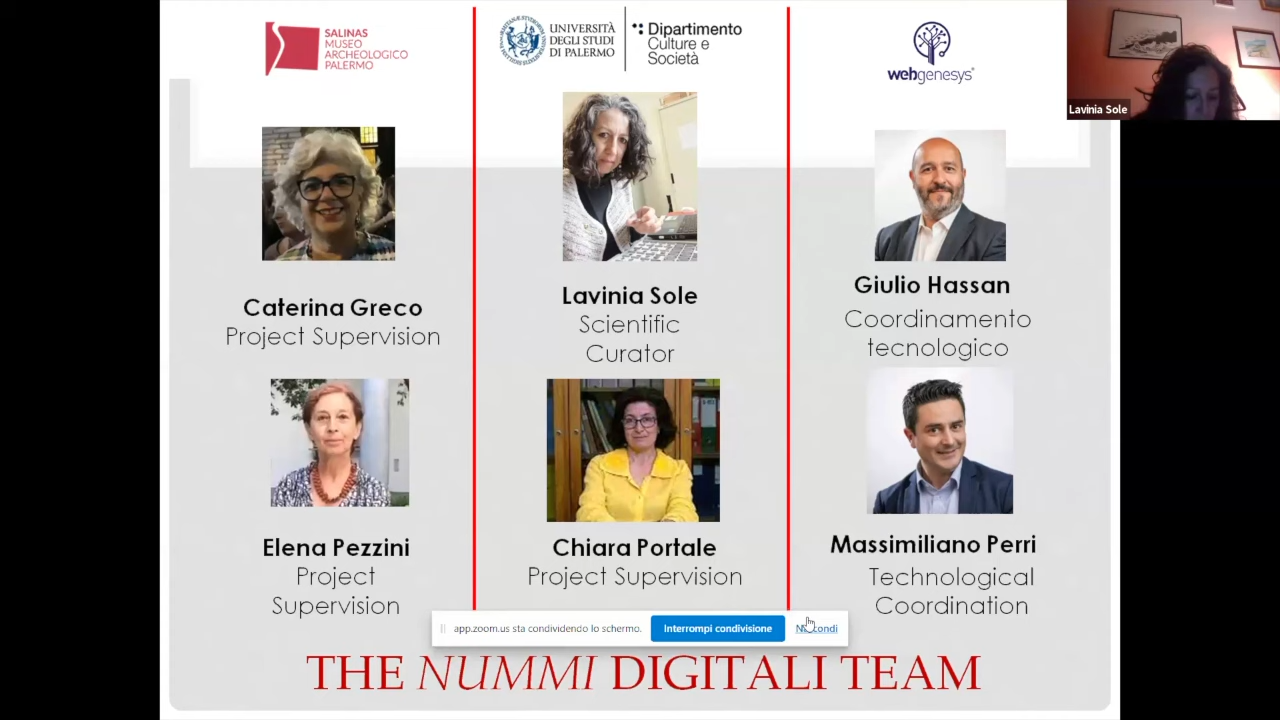 SALINAS
MUSEO
ARCHEOLOGICO
PALERMO
UNIVERSITÀ
DEGLI STUDI
DI PALERMO
Dipartimento
Culture e
Società
webgenesys
Lavinia Sole
Caterina Greco
Project Supervision
Lavinia Sole
Scientific
Curator
Giulio Hassan
Coordinamento
tecnologico
Elena Pezzini
Project
Supervision
Chiara Portale
Project Supervision
Massimiliano Perri
Technological
Coordination
app.zoom.us sta condividendo lo schermo.
Interrompi condivisione
THE NUMMI DIGITALI TEAM